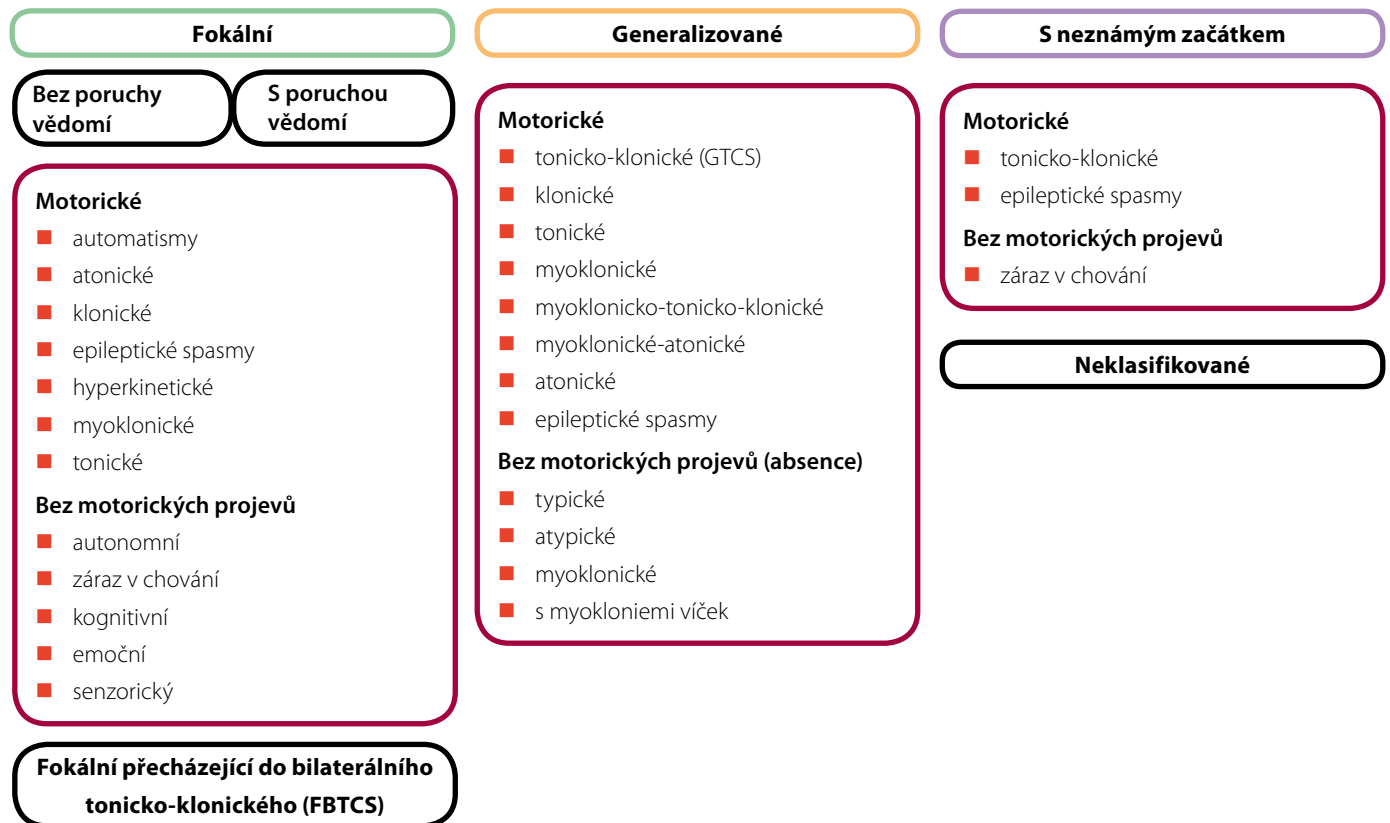 Fokální
Bez poruchy
vědomí
S poruchou
vědomí
Motorické
automatismy
atonické
klonické
epileptické spasmy
hyperkinetické
myoklonické
tonické
Bez motorických projevů
autonomní
záraz v chování
kognitivní
emoční
senzorický
Fokální přecházející do bilaterálního
tonicko-klonického (FBTCS)
Generalizované
Motorické
tonicko-klonické (GTCS)
klonické
tonické
myoklonické
myoklonicko-tonicko-klonické
myoklonické-atonické
atonické
epileptické spasmy
Bez motorických projevů (absence)
typické
atypické
myoklonické
s myokloniemi víček
S neznámým začátkem
Motorické
tonicko-klonické
epileptické spasmy
Bez motorických projevů
záraz v chování
Neklasifikované